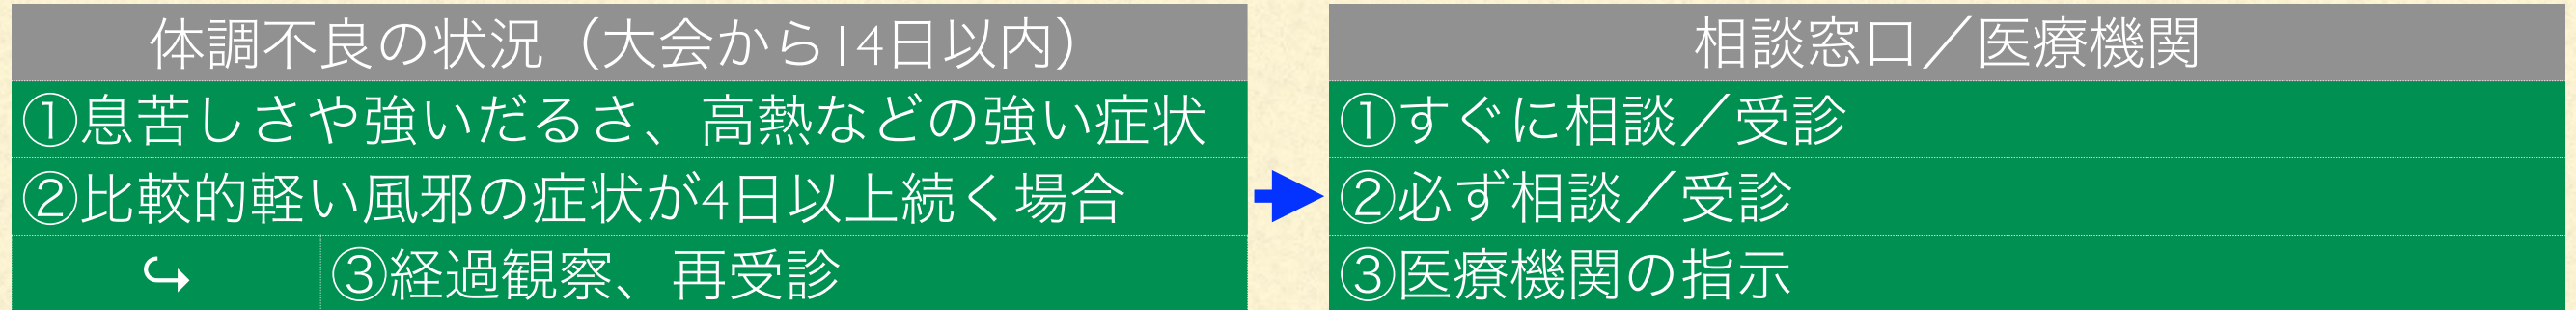 体調不良の状況（大会から14日以内）
①息苦しさや強いだるさ、高熱などの強い症状
②比較的軽い風邪の症状が4日以上続く場合
↪ ③経過観察、再受診
相談窓口／医療機関
①すぐに相談／受診
②必ず相談／受診
③医療機関の指示